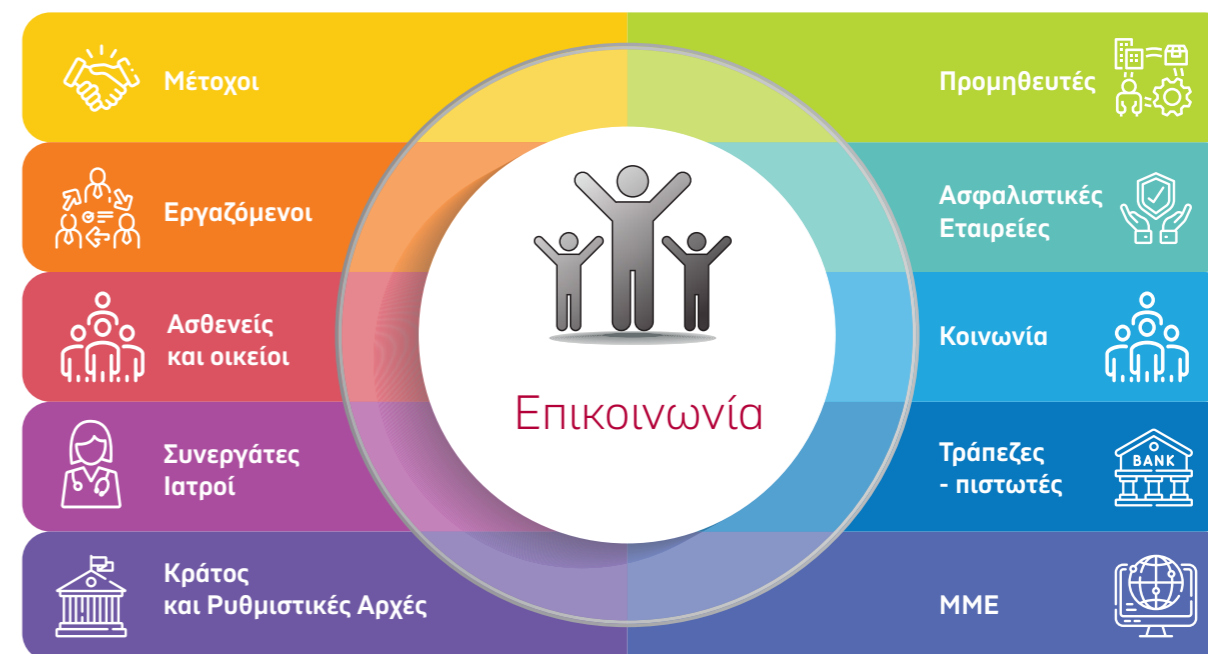 Μέτοχοι
Εργαζόμενοι
Ασθενείς
και οικείοι
Συνεργάτες
Ιατροί
Κράτος
και Ρυθμιστικές Αρχές
Επικοινωνία
Προμηθευτές
Ασφαλιστικές
Εταιρείες
Κοινωνία
Τράπεζες
- πιστωτές
BANK
ΜΜΕ